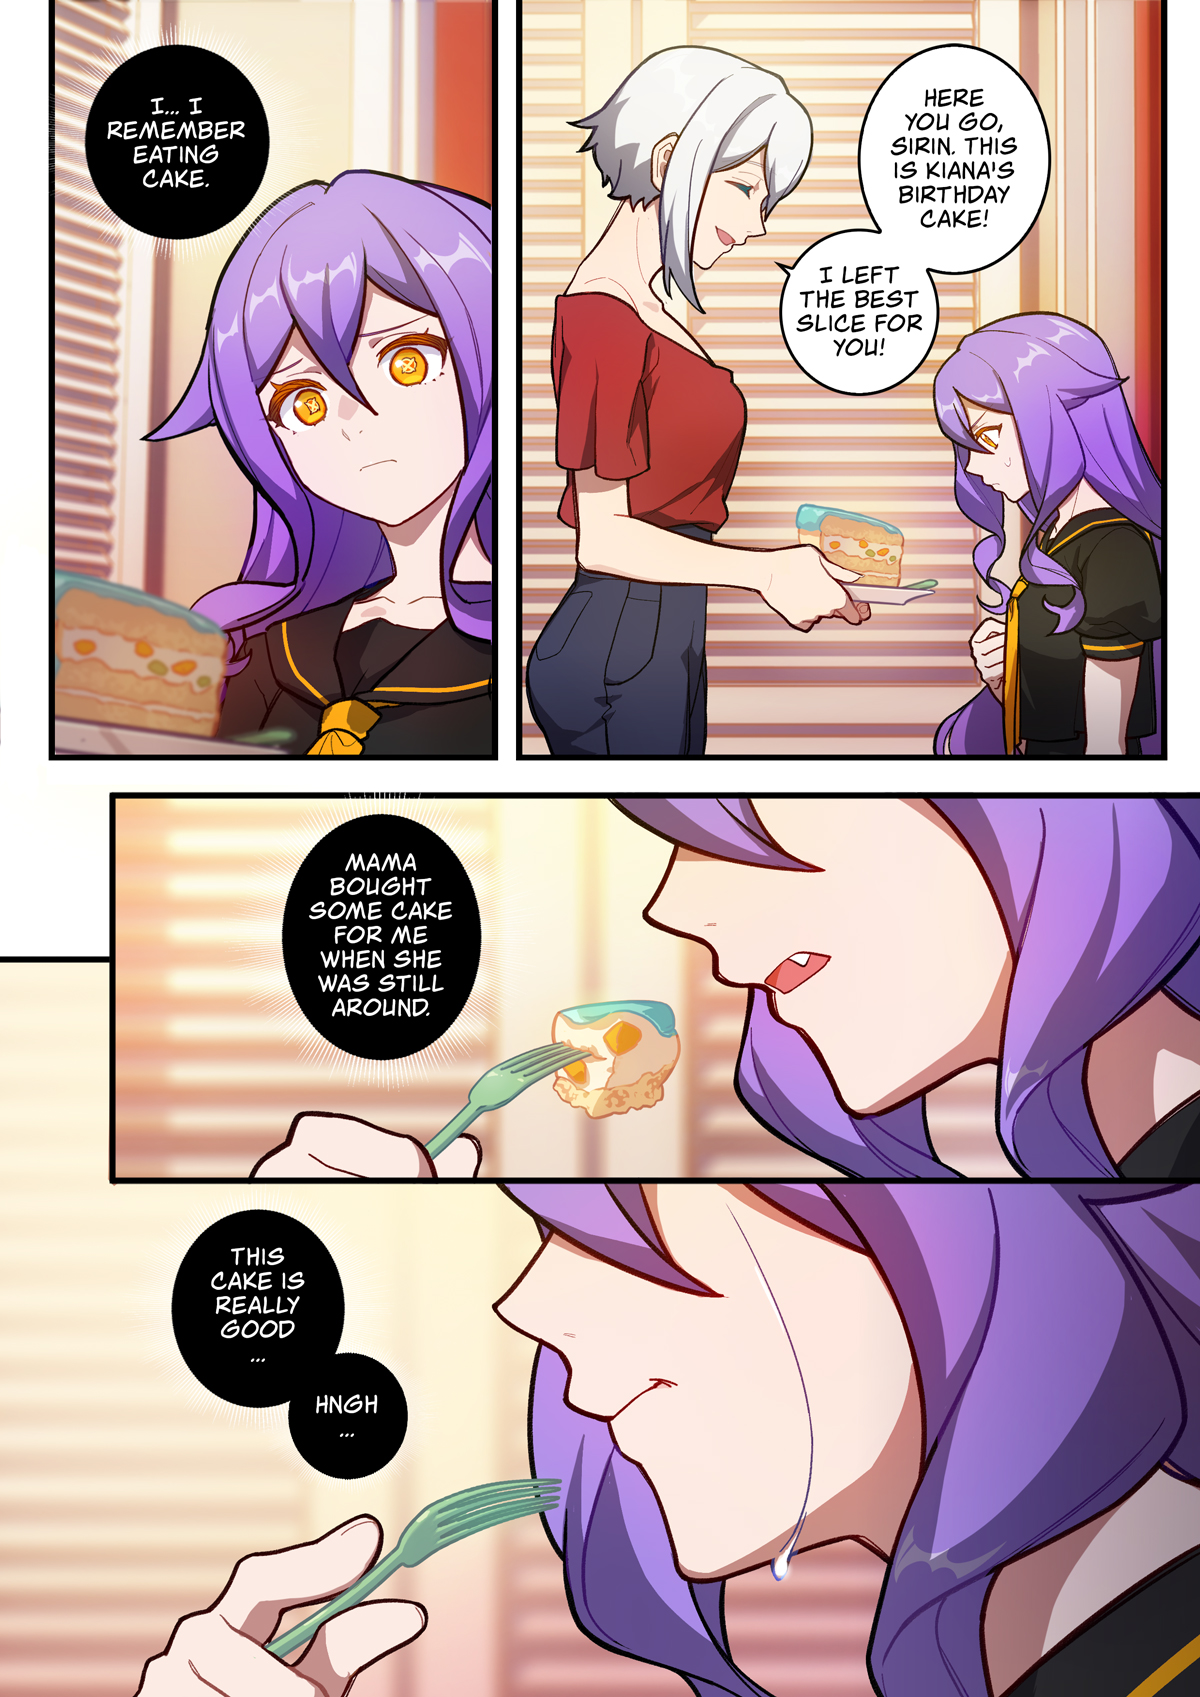 I... I
REMEMBER
EATING
CAKE.
HERE
YOU GO,
SIRIN. THIS
IS KIANA'S
BIRTHDAY
CAKE!
I LEFT
THE BEST
SLICE FOR
YOU!
MAMA
BOUGHT
SOME CAKE
FOR ME
WHEN SHE
WAS STILL
AROUND.
THIS
CAKE IS
REALLY
GOOD
...
HNGH
...